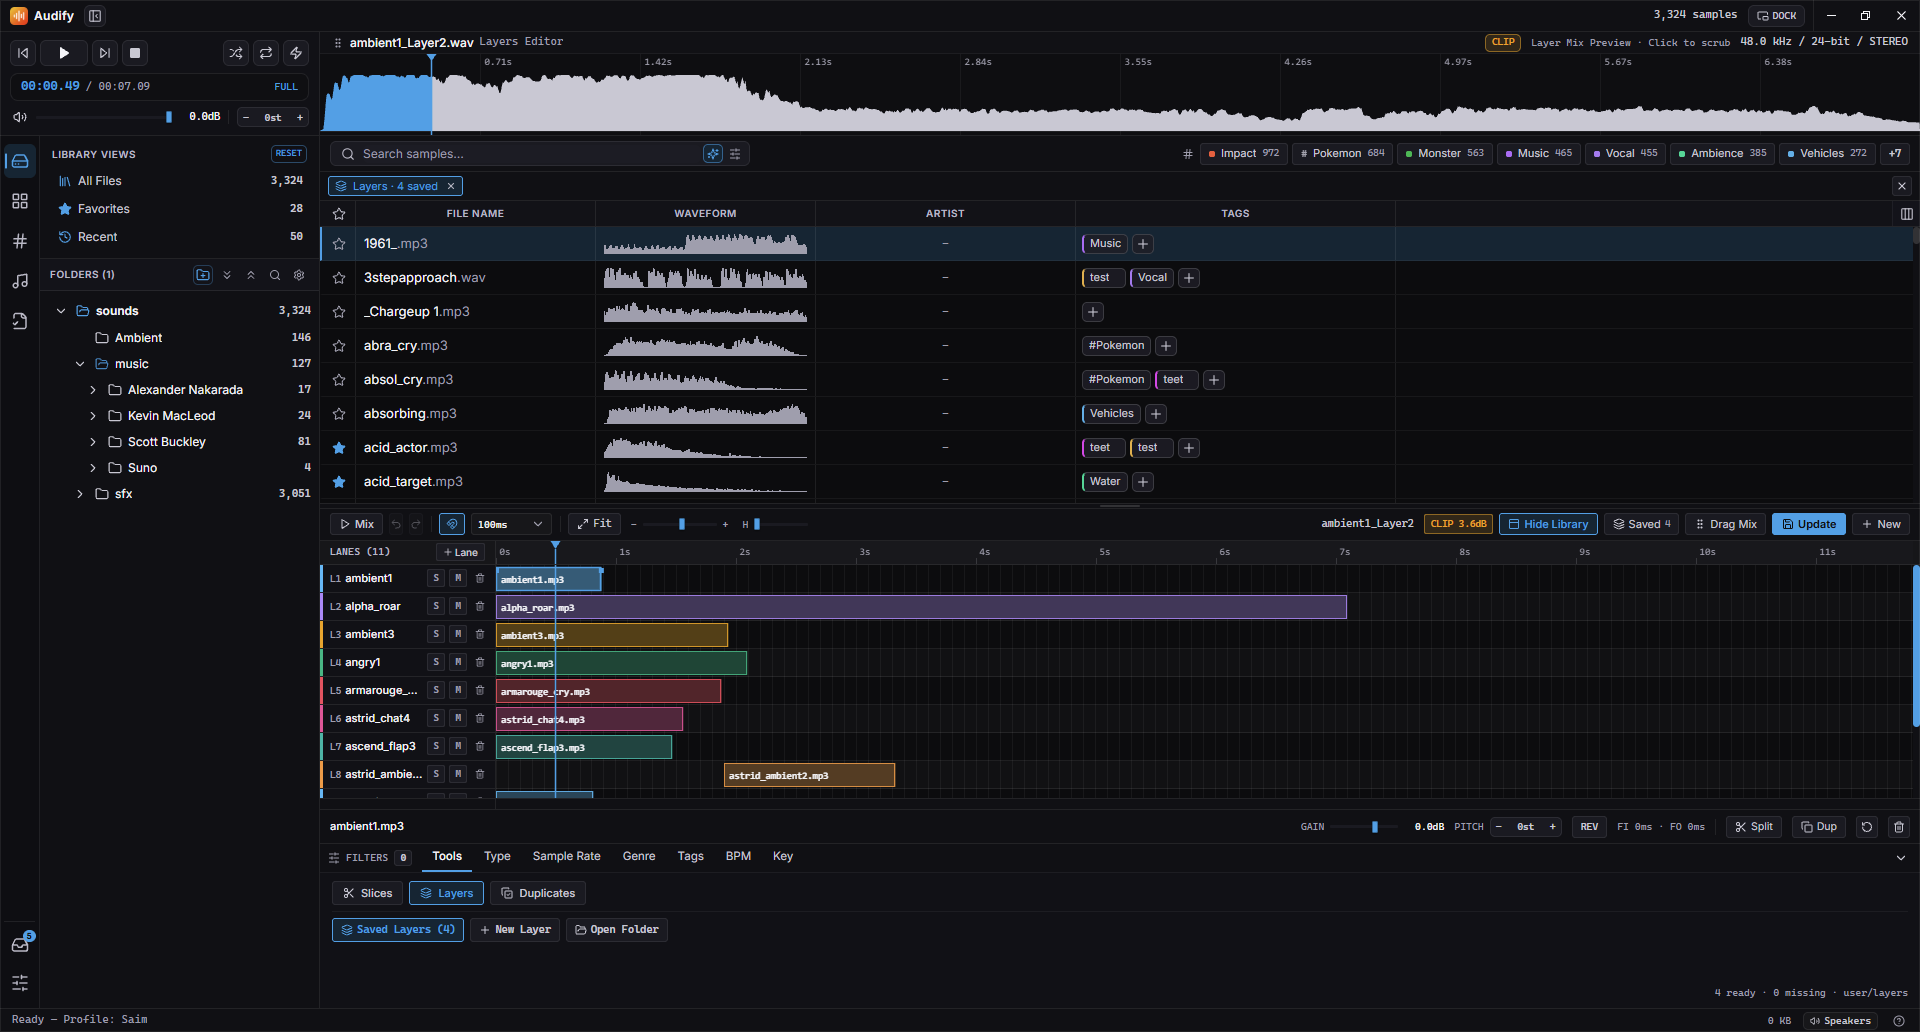 Audify
3,324 samples
DOCK
ambient1_Layer2.wav Layers Editor
CLIP Layer Mix Preview · Click to scrub 48.0 kHz / 24-bit / STEREO
00:00.49 / 00:07.09 FULL
0.0dB − 0st +
0.71s 1.42s 2.13s 2.84s 3.55s 4.26s 4.97s 5.67s 6.38s
LIBRARY VIEWS RESET
All Files 3,324
Favorites 28
Recent 50
FOLDERS (1)
sounds 3,324
Ambient 146
music 127
Alexander Nakarada 17
Kevin MacLeod 24
Scott Buckley 81
Suno 4
sfx 3,051
5
Search samples...
# Impact 972 # Pokemon 684 Monster 563 Music 465 Vocal 455 Ambience 385 Vehicles 272 +7
Layers · 4 saved ×
FILE NAME WAVEFORM ARTIST TAGS
1961_.mp3 – Music +
3stepapproach.wav – test Vocal +
_Chargeup 1.mp3 – +
abra_cry.mp3 – #Pokemon +
absol_cry.mp3 – #Pokemon teet +
absorbing.mp3 – Vehicles +
acid_actor.mp3 – teet test +
acid_target.mp3 – Water +
Mix 100ms Fit − + H
ambient1_Layer2 CLIP 3.6dB Hide Library Saved 4 Drag Mix Update + New
LANES (11) + Lane 0s 1s 2s 3s 4s 5s 6s 7s 8s 9s 10s 11s
L1 ambient1 S M ambient1.mp3
L2 alpha_roar S M alpha_roar.mp3
L3 ambient3 S M ambient3.mp3
L4 angry1 S M angry1.mp3
L5 armarouge_... S M armarouge_cry.mp3
L6 astrid_chat4 S M astrid_chat4.mp3
L7 ascend_flap3 S M ascend_flap3.mp3
L8 astrid_ambie... S M astrid_ambient2.mp3
ambient1.mp3
GAIN 0.0dB PITCH − 0st + REV FI 0ms · FO 0ms Split Dup
FILTERS 0 Tools Type Sample Rate Genre Tags BPM Key
Slices Layers Duplicates
Saved Layers (4) + New Layer Open Folder
4 ready · 0 missing · user/layers
Ready — Profile: Saim
0 KB Speakers